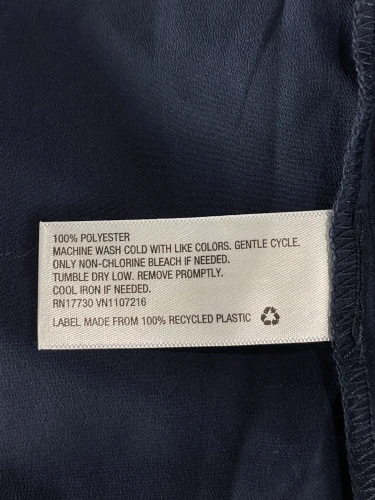 100% POLYESTER
MACHINE WASH COLD WITH LIKE COLORS. GENTLE CYCLE.
ONLY NON-CHLORINE BLEACH IF NEEDED.
TUMBLE DRY LOW. REMOVE PROMPTLY.
COOL IRON IF NEEDED.
RN17730 VN1107216
LABEL MADE FROM 100% RECYCLED PLASTIC